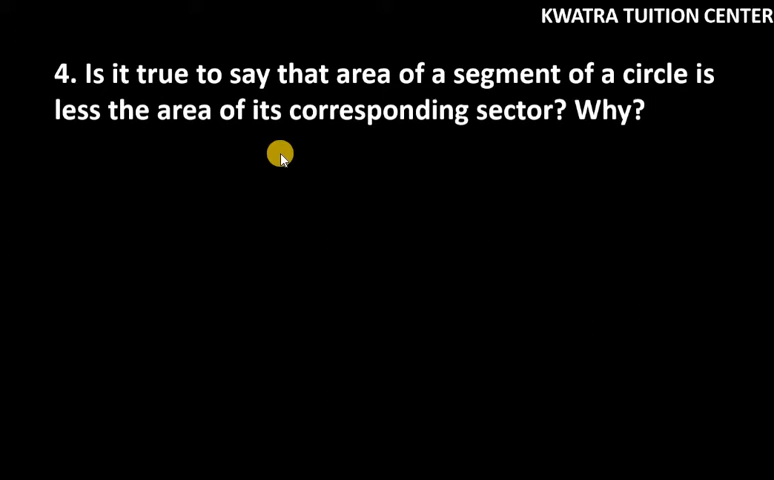 KWATRA TUITION CENTER
4. Is it true to say that area of a segment of a circle is
less the area of its corresponding sector? Why?